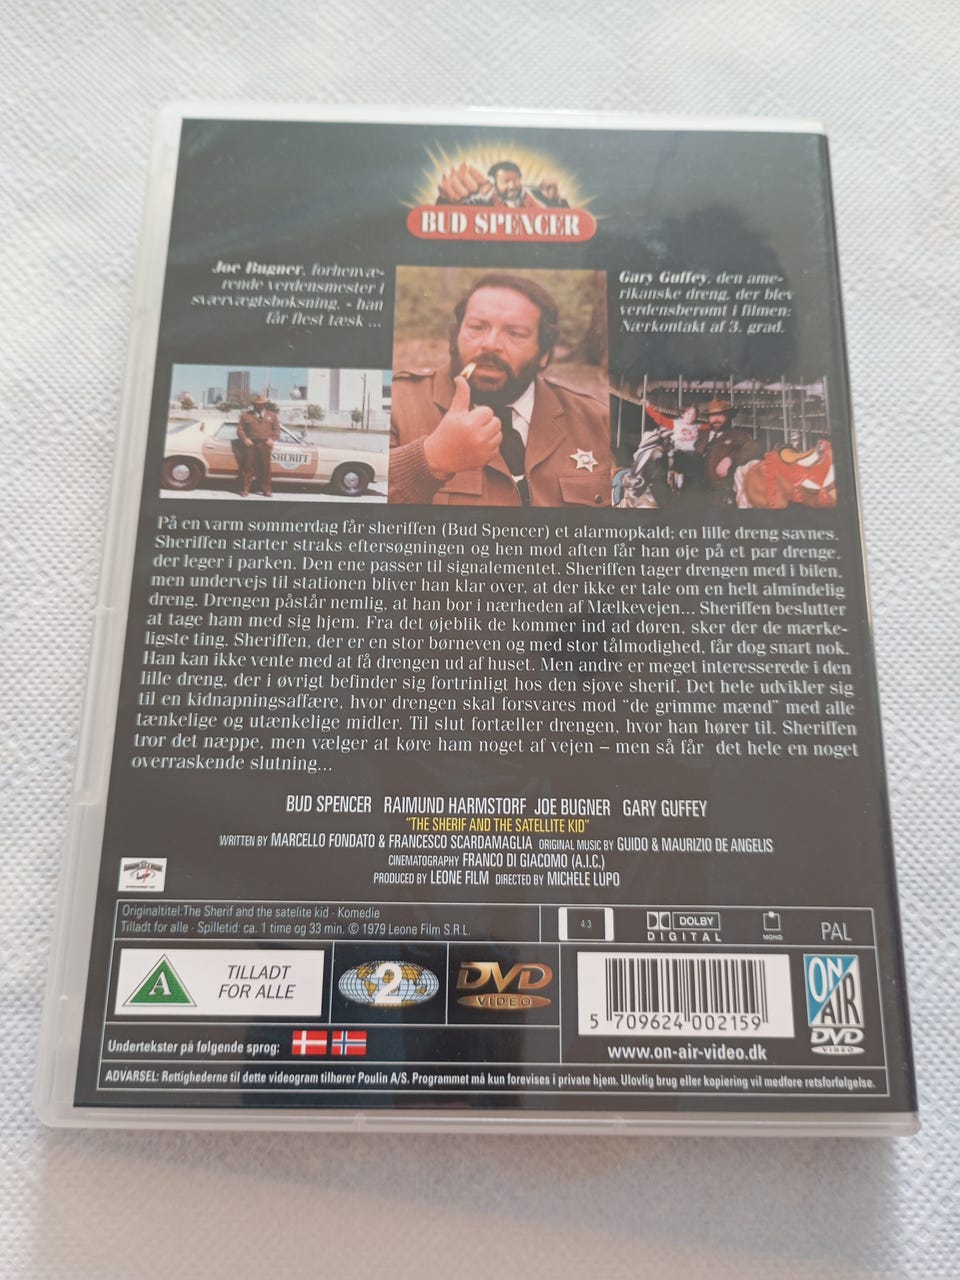 BUD SPENCER
Joe Bugner, forhenvæ-
rende verdensmester i
sværvægtsboksning, - han
får flest tæsk ...
Gary Guffey, den ame-
rikanske dreng, der blev
verdensberømt i filmen:
Nærkontakt af 3. grad.
SHERIFF
På en varm sommerdag får sheriffen (Bud Spencer) et alarmopkald: en lille dreng savnes.
Sheriffen starter straks eftersøgningen og hen mod aften får han øje på et par drenge,
der leger i parken. Den ene passer til signalementet. Sheriffen tager drengen med i bilen,
men undervejs til stationen bliver han klar over, at der ikke er tale om en helt almindelig
dreng. Drengen påstår nemlig, at han bor i nærheden af Mælkevejen... Sheriffen beslutter
at tage ham med sig hjem. Fra det øjeblik de kommer ind ad døren, sker der de mærke-
ligste ting. Sheriffen, der er en stor børneven og med stor tålmodighed, får dog snart nok.
Han kan ikke vente med at få drengen ud af huset. Men andre er meget interesserede i den
lille dreng, der i øvrigt befinder sig fortrinligt hos den sjove sherif. Det hele udvikler sig
til en kidnapningsaffære, hvor drengen skal forsvares mod "de grimme mænd" med alle
tænkelige og utænkelige midler. Til slut fortæller drengen, hvor han hører til. Sheriffen
tror det næppe, men vælger at køre ham noget af vejen – men så får det hele en noget
overraskende slutning...
BUD SPENCER RAIMUND HARMSTORF JOE BUGNER GARY GUFFEY
"THE SHERIF AND THE SATELLITE KID"
WRITTEN BY MARCELLO FONDATO & FRANCESCO SCARDAMAGLIA ORIGINAL MUSIC BY GUIDO & MAURIZIO DE ANGELIS
CINEMATOGRAPHY FRANCO DI GIACOMO (A.I.C.)
PRODUCED BY LEONE FILM DIRECTED BY MICHELE LUPO
Originaltitel:The Sherif and the satelite kid · Komedie
Tilladt for alle · Spilletid: ca. 1 time og 33 min. © 1979 Leone Film S.R.L.
4:3
DOLBY
DIGITAL
MONO
PAL
A
TILLADT
FOR ALLE
2
DVD
VIDEO
5 709624 002159
ON
AIR
DVD
VIDEO
Undertekster på følgende sprog:
www.on-air-video.dk
ADVARSEL: Rettighederne til dette videogram tilhører Poulin A/S. Programmet må kun forevises i private hjem. Ulovlig brug eller kopiering vil medføre retsforfølgelse.